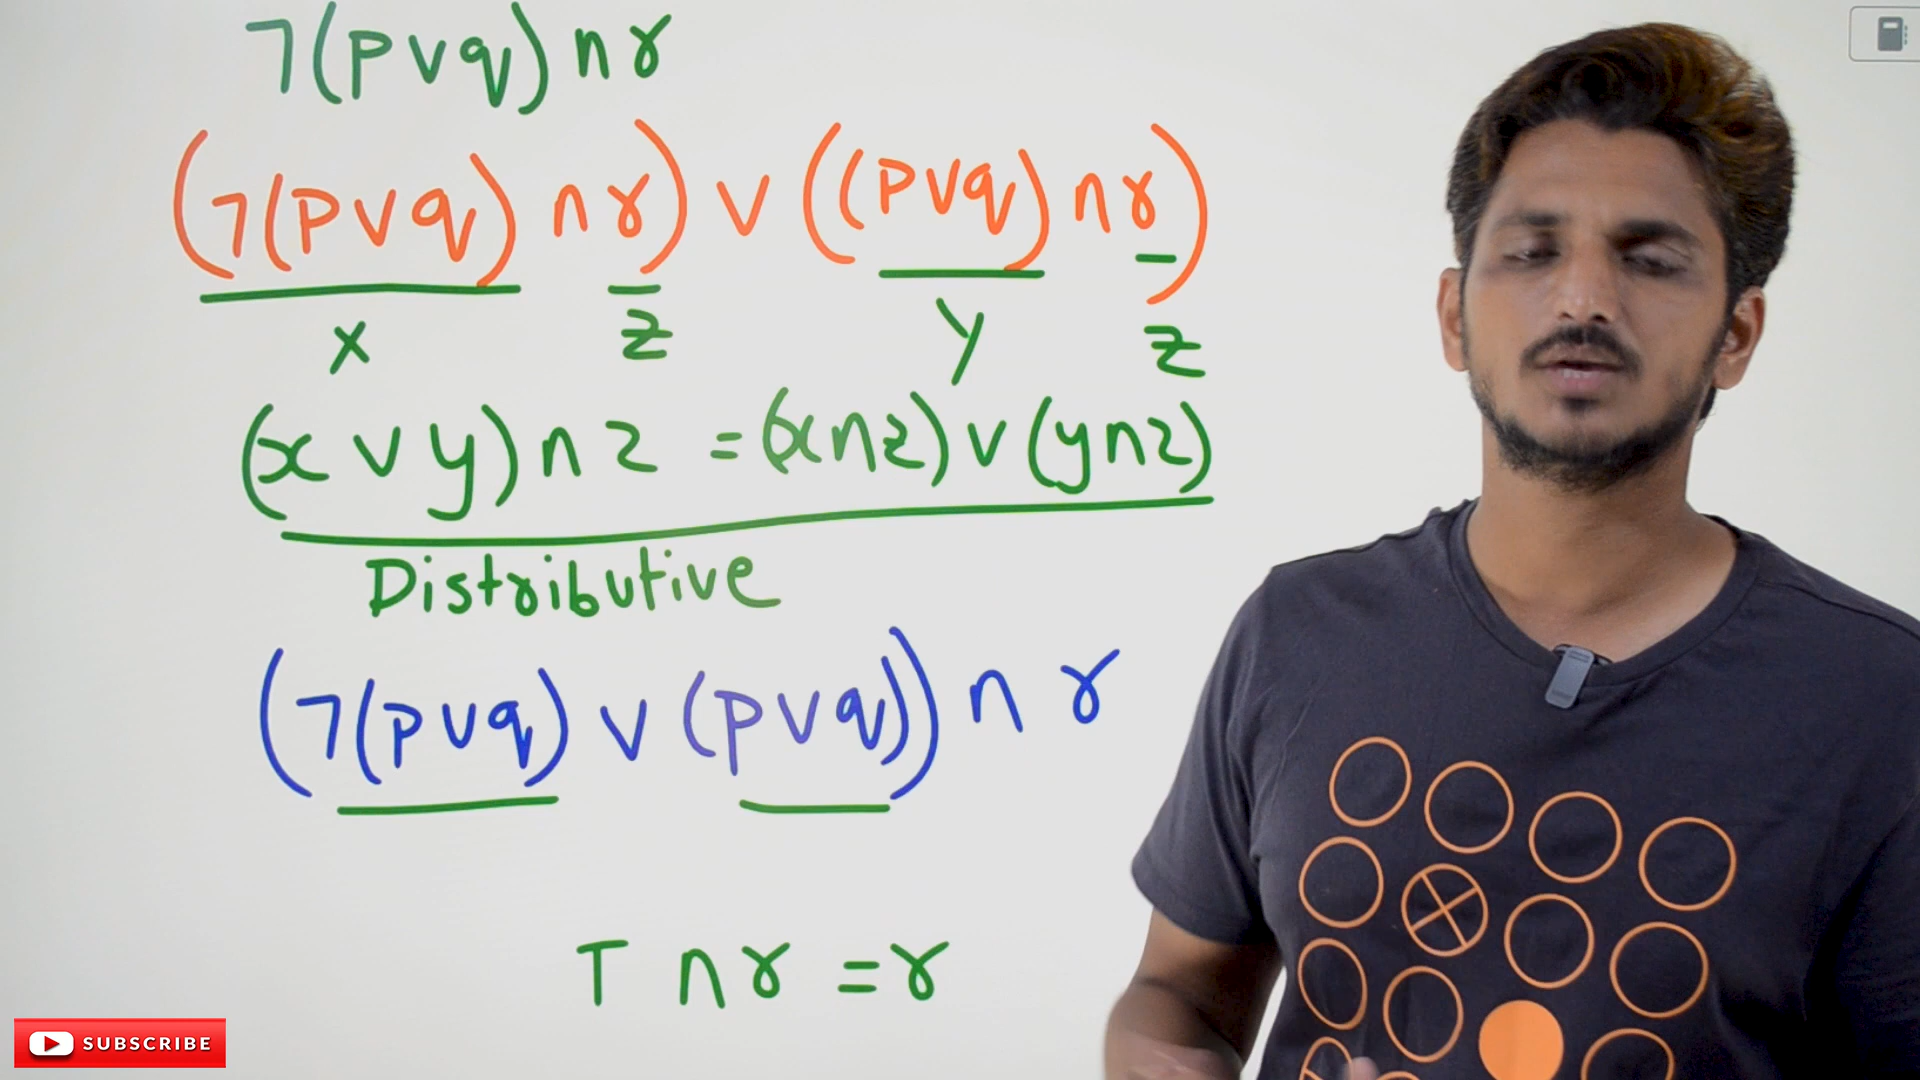 ㄱ(p∨q)∩r
(ㄱ(p∨q)∩r)∨((p∨q)∩r)
x z y z
(x∨y)∩z =(x∩z)∨(y∩z)
Distributive
(ㄱ(p∨q)∨(p∨q))∩r
T∩r=r
SUBSCRIBE